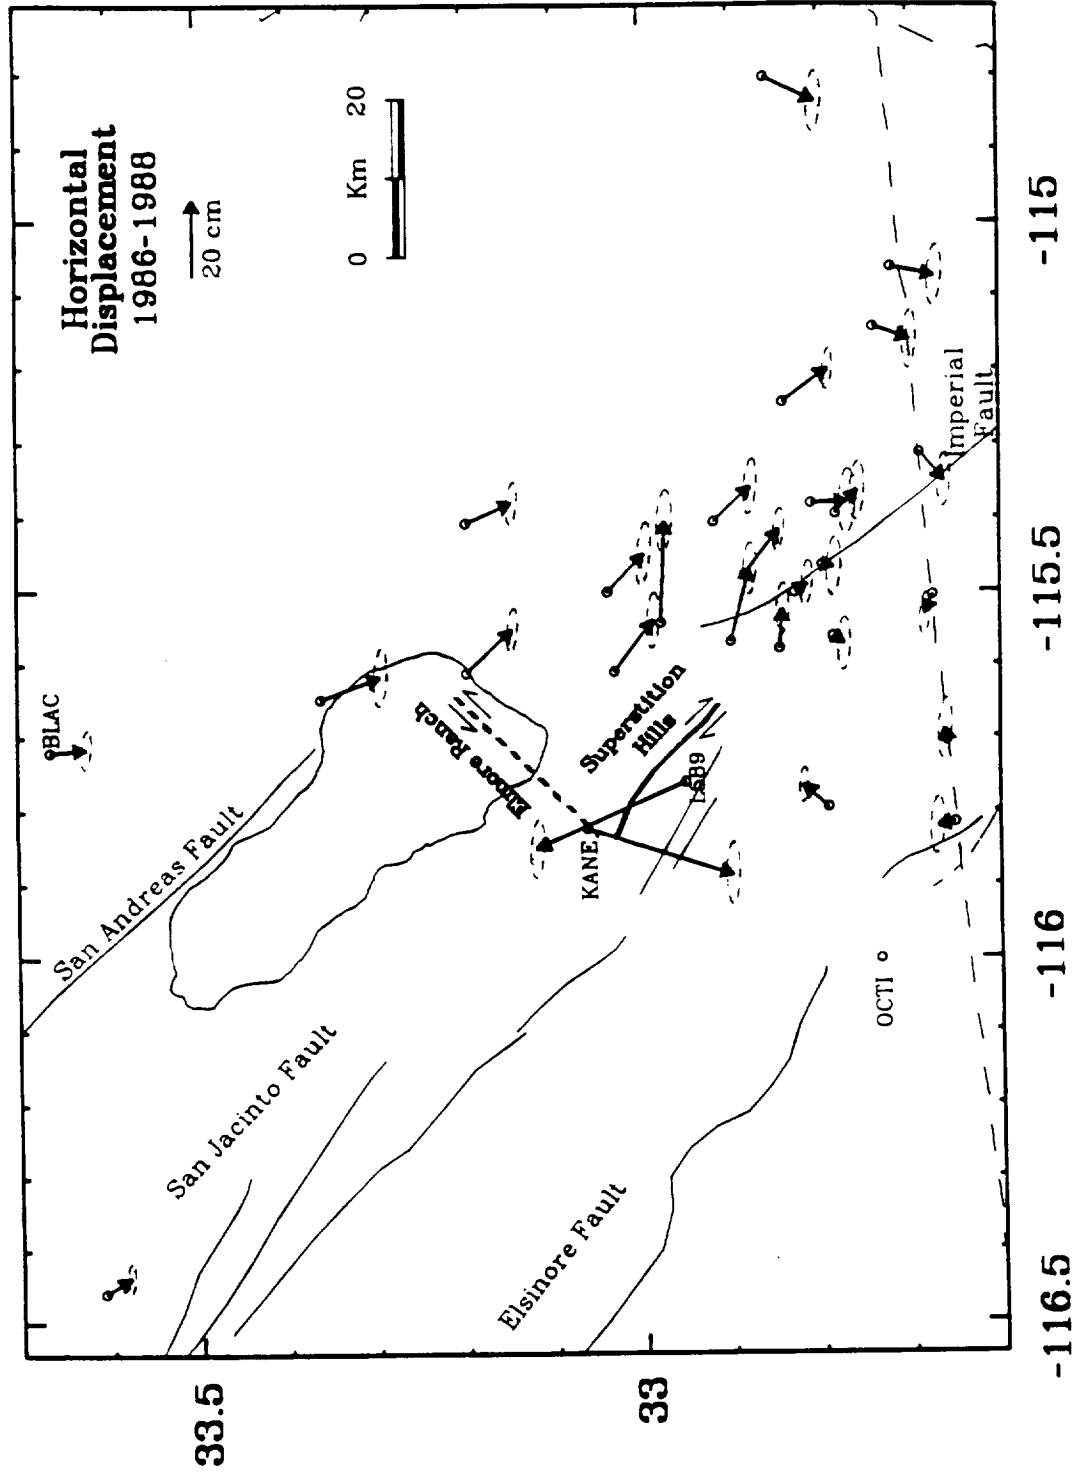 Horizontal
Displacement
1986-1988
20 cm
0 Km 20
BLAC
San Andreas Fault
San Jacinto Fault
Elsinore Fault
Elmore Ranch
Superstition
Hills
KANE
L589
OCTI
Imperial
Fault
33.5
33
-116.5
-116
-115.5
-115